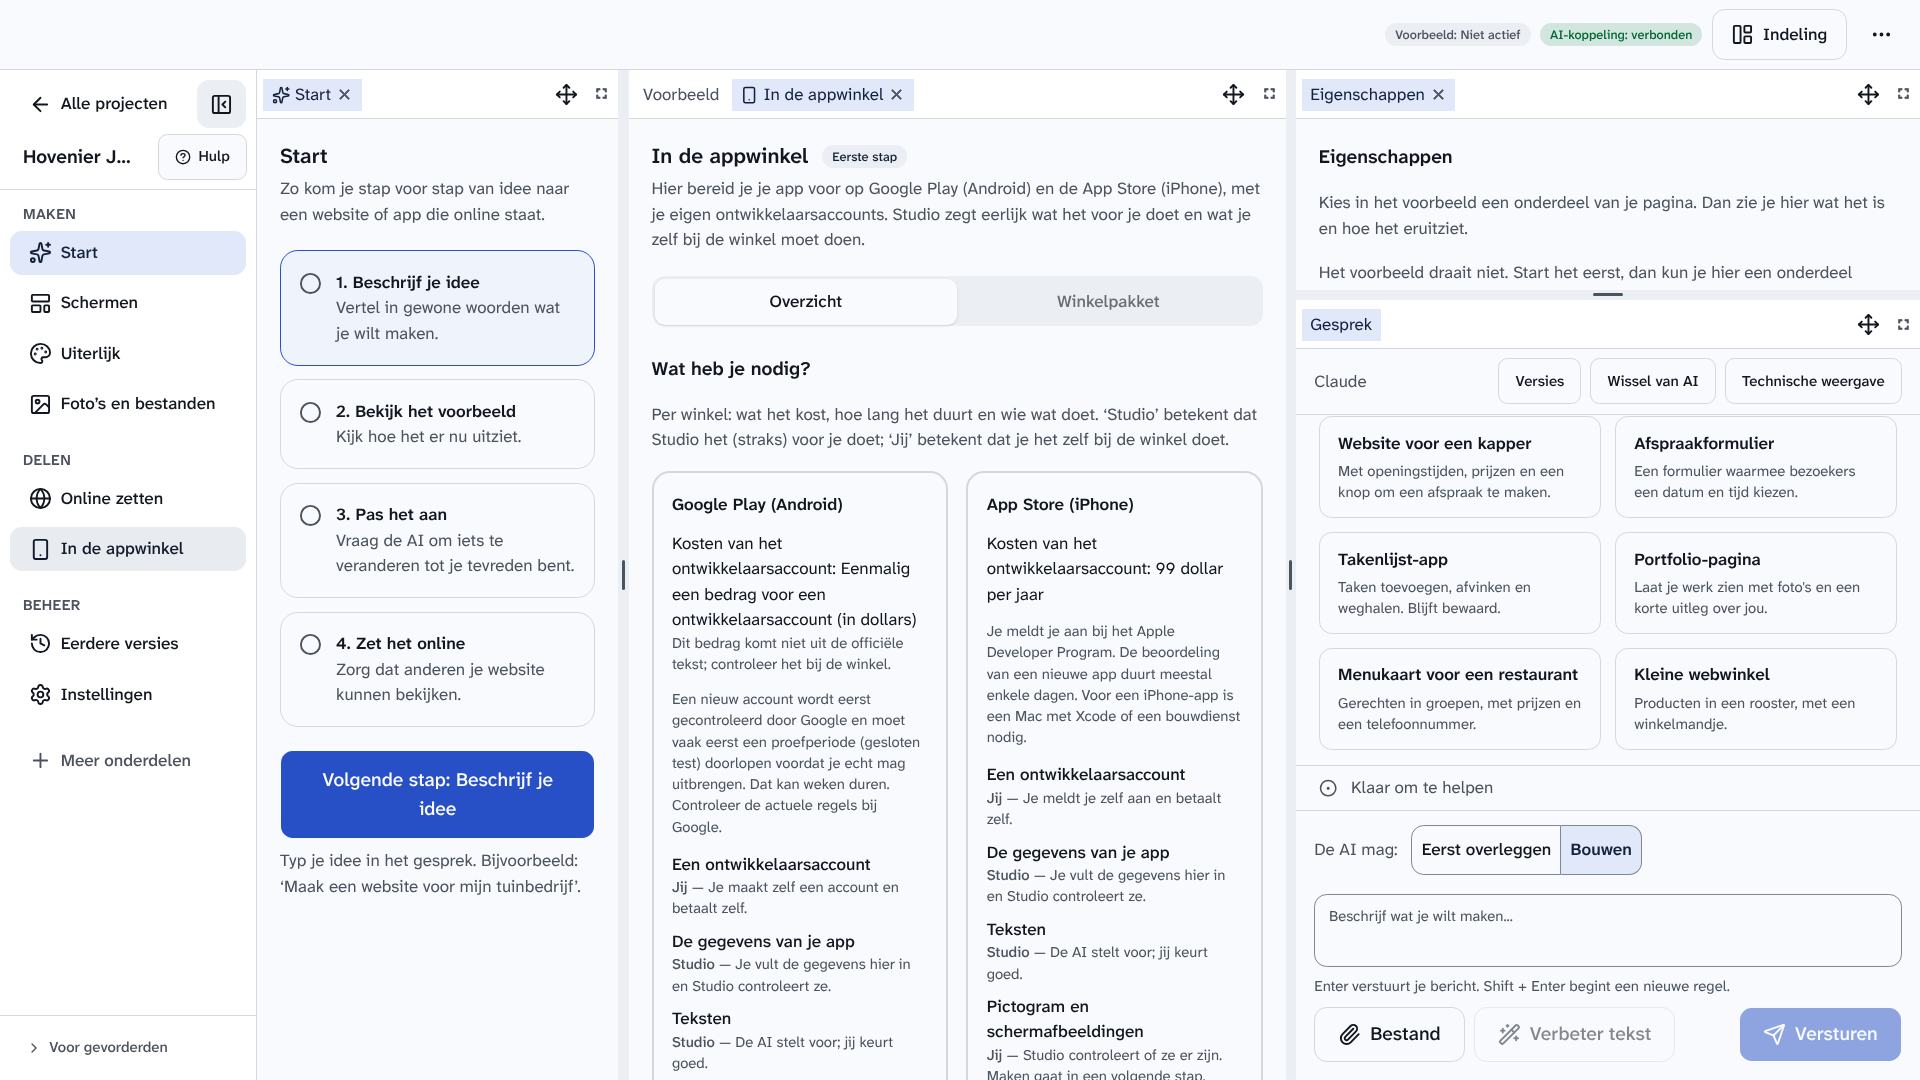 Voorbeeld: Niet actief
AI-koppeling: verbonden
Indeling
Alle projecten
Hovenier J...
Hulp
MAKEN
Start
Schermen
Uiterlijk
Foto's en bestanden
DELEN
Online zetten
In de appwinkel
BEHEER
Eerdere versies
Instellingen
Meer onderdelen
Voor gevorderden
Start
Start
Zo kom je stap voor stap van idee naar
een website of app die online staat.
1. Beschrijf je idee
Vertel in gewone woorden wat
je wilt maken.
2. Bekijk het voorbeeld
Kijk hoe het er nu uitziet.
3. Pas het aan
Vraag de AI om iets te
veranderen tot je tevreden bent.
4. Zet het online
Zorg dat anderen je website
kunnen bekijken.
Volgende stap: Beschrijf je
idee
Typ je idee in het gesprek. Bijvoorbeeld:
‘Maak een website voor mijn tuinbedrijf’.
Voorbeeld
In de appwinkel
In de appwinkel
Eerste stap
Hier bereid je je app voor op Google Play (Android) en de App Store (iPhone), met
je eigen ontwikkelaarsaccounts. Studio zegt eerlijk wat het voor je doet en wat je
zelf bij de winkel moet doen.
Overzicht
Winkelpakket
Wat heb je nodig?
Per winkel: wat het kost, hoe lang het duurt en wie wat doet. ‘Studio’ betekent dat
Studio het (straks) voor je doet; ‘Jij’ betekent dat je het zelf bij de winkel doet.
Google Play (Android)
Kosten van het
ontwikkelaarsaccount: Eenmalig
een bedrag voor een
ontwikkelaarsaccount (in dollars)
Dit bedrag komt niet uit de officiële
tekst; controleer het bij de winkel.
Een nieuw account wordt eerst
gecontroleerd door Google en moet
vaak eerst een proefperiode (gesloten
test) doorlopen voordat je echt mag
uitbrengen. Dat kan weken duren.
Controleer de actuele regels bij
Google.
Een ontwikkelaarsaccount
Jij — Je maakt zelf een account en
betaalt zelf.
De gegevens van je app
Studio — Je vult de gegevens hier in
en Studio controleert ze.
Teksten
Studio — De AI stelt voor; jij keurt
goed.
App Store (iPhone)
Kosten van het
ontwikkelaarsaccount: 99 dollar
per jaar
Je meldt je aan bij het Apple
Developer Program. De beoordeling
van een nieuwe app duurt meestal
enkele dagen. Voor een iPhone-app is
een Mac met Xcode of een bouwdienst
nodig.
Een ontwikkelaarsaccount
Jij — Je meldt je zelf aan en betaalt
zelf.
De gegevens van je app
Studio — Je vult de gegevens hier in
en Studio controleert ze.
Teksten
Studio — De AI stelt voor; jij keurt
goed.
Pictogram en
schermafbeeldingen
Jij — Studio controleert of ze er zijn.
Maken gaat in een volgende stap.
Eigenschappen
Eigenschappen
Kies in het voorbeeld een onderdeel van je pagina. Dan zie je hier wat het is
en hoe het eruitziet.
Het voorbeeld draait niet. Start het eerst, dan kun je hier een onderdeel
Gesprek
Claude
Versies
Wissel van AI
Technische weergave
Website voor een kapper
Met openingstijden, prijzen en een
knop om een afspraak te maken.
Afspraakformulier
Een formulier waarmee bezoekers
een datum en tijd kiezen.
Takenlijst-app
Taken toevoegen, afvinken en
weghalen. Blijft bewaard.
Portfolio-pagina
Laat je werk zien met foto's en een
korte uitleg over jou.
Menukaart voor een restaurant
Gerechten in groepen, met prijzen en
een telefoonnummer.
Kleine webwinkel
Producten in een rooster, met een
winkelmandje.
Klaar om te helpen
De AI mag:
Eerst overleggen
Bouwen
Beschrijf wat je wilt maken...
Enter verstuurt je bericht. Shift + Enter begint een nieuwe regel.
Bestand
Verbeter tekst
Versturen